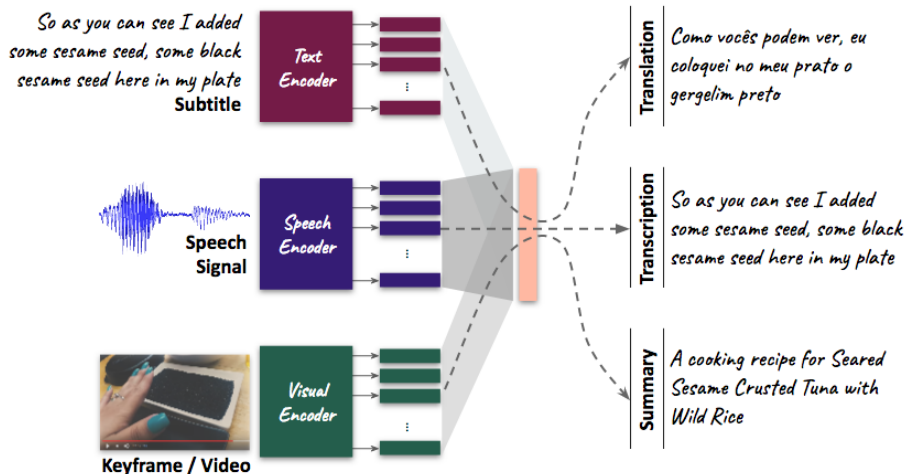 So as you can see I added
some sesame seed, some black
sesame seed here in my plate
Subtitle
Text
Encoder
...
Translation
Como vocês podem ver, eu
coloquei no meu prato o
gergelim preto
Speech
Signal
Speech
Encoder
...
Transcription
So as you can see I added
some sesame seed, some black
sesame seed here in my plate
Keyframe / Video
Visual
Encoder
...
Summary
A cooking recipe for Seared
Sesame Crusted Tuna with
Wild Rice